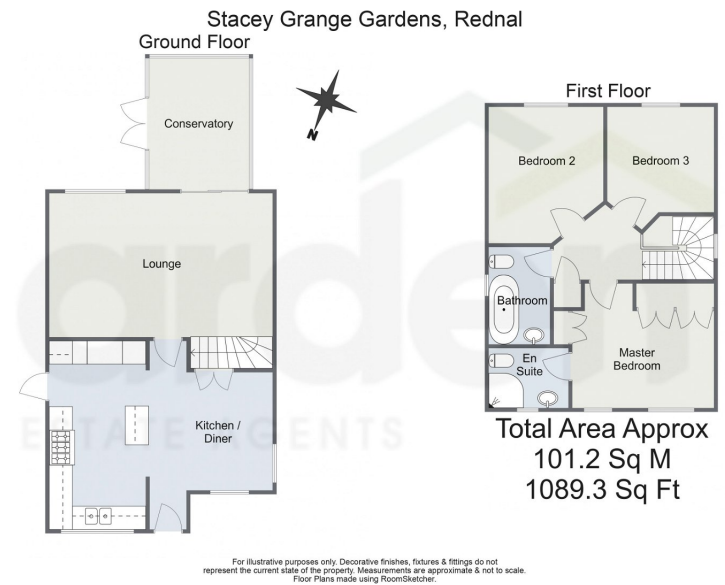 Stacey Grange Gardens, Rednal
Ground Floor
First Floor
Conservatory
N
Bedroom 2
Bedroom 3
Lounge
Bathroom
En
Suite
Master
Bedroom
Kitchen /
Diner
arden
ESTATE AGENTS
Total Area Approx
101.2 Sq M
1089.3 Sq Ft
For illustrative purposes only. Decorative finishes, fixtures & fittings do not
represent the current state of the property. Measurements are approximate & not to scale.
Floor Plans made using RoomSketcher.